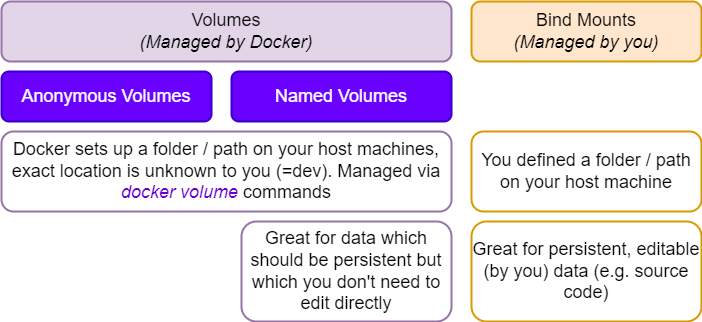 Volumes
(Managed by Docker)
Bind Mounts
(Managed by you)
Anonymous Volumes
Named Volumes
Docker sets up a folder / path on your host machines,
exact location is unknown to you (=dev). Managed via
docker volume commands
You defined a folder / path
on your host machine
Great for data which
should be persistent but
which you don't need to
edit directly
Great for persistent, editable
(by you) data (e.g. source
code)